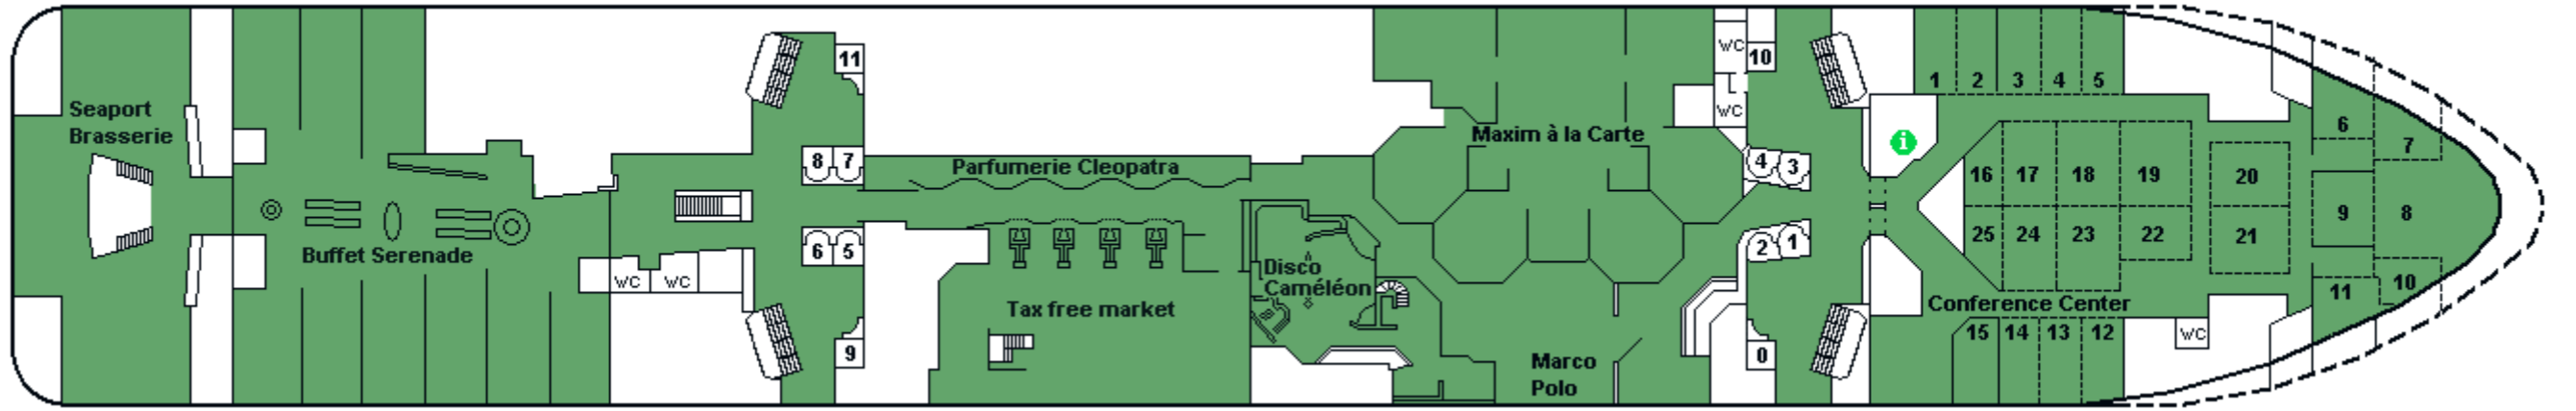 Seaport
Brasserie
Buffet Serenade
WC WC
11
8 7
6 5
9
Parfumerie Cleopatra
Tax free market
Disco
Caméléon
Maxim à la Carte
Marco
Polo
WC
WC
10
4 3
2 1
0
i
1 2 3 4 5
16 17 18 19 20
25 24 23 22 21
Conference Center
15 14 13 12
WC
6
7
9 8
11 10